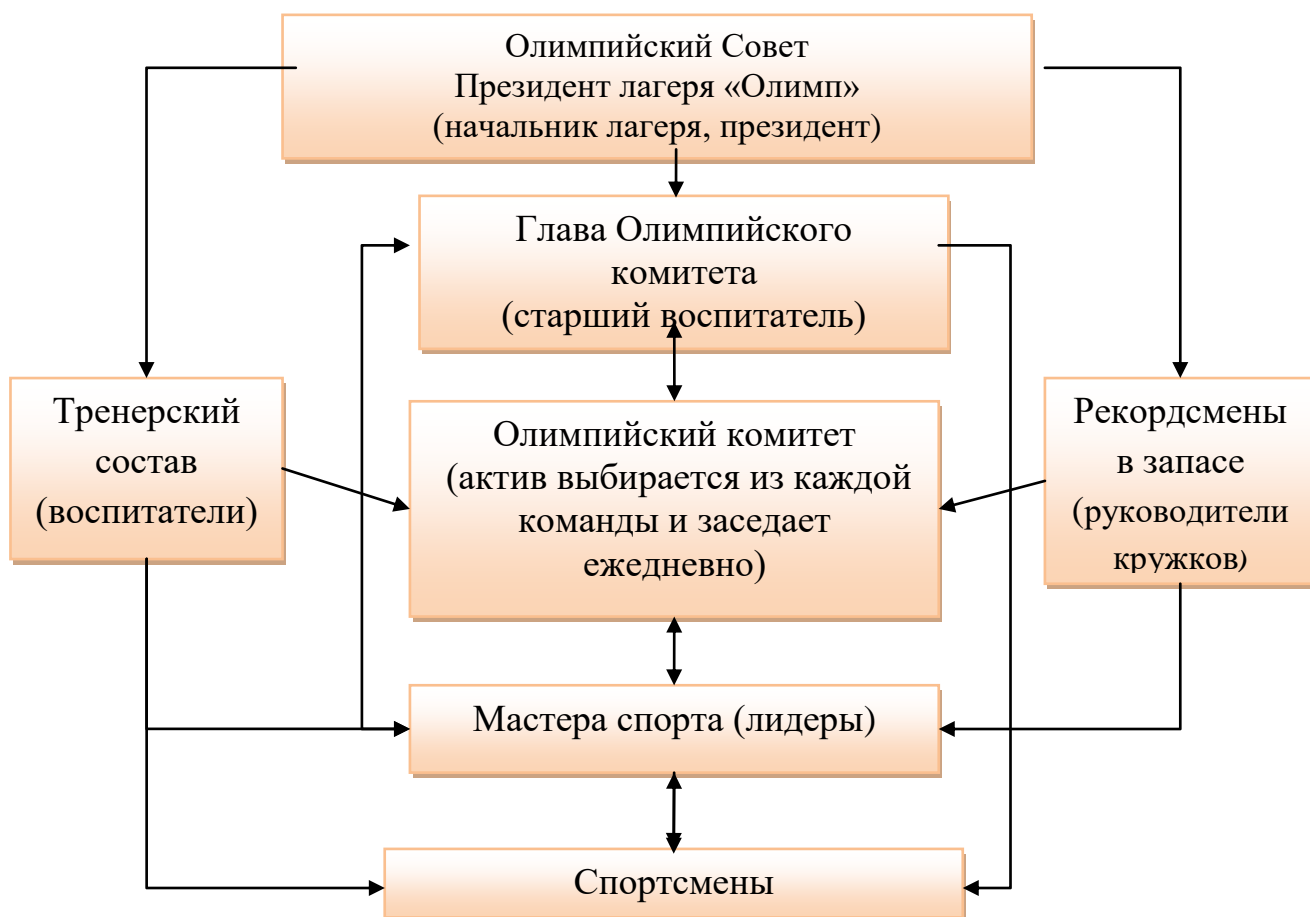 Олимпийский Совет
Президент лагеря «Олимп»
(начальник лагеря, президент)
Глава Олимпийского
комитета
(старший воспитатель)
Тренерский
состав
(воспитатели)
Олимпийский комитет
(актив выбирается из каждой
команды и заседает
ежедневно)
Рекордсмены
в запасе
(руководители
кружков)
Мастера спорта (лидеры)
Спортсмены